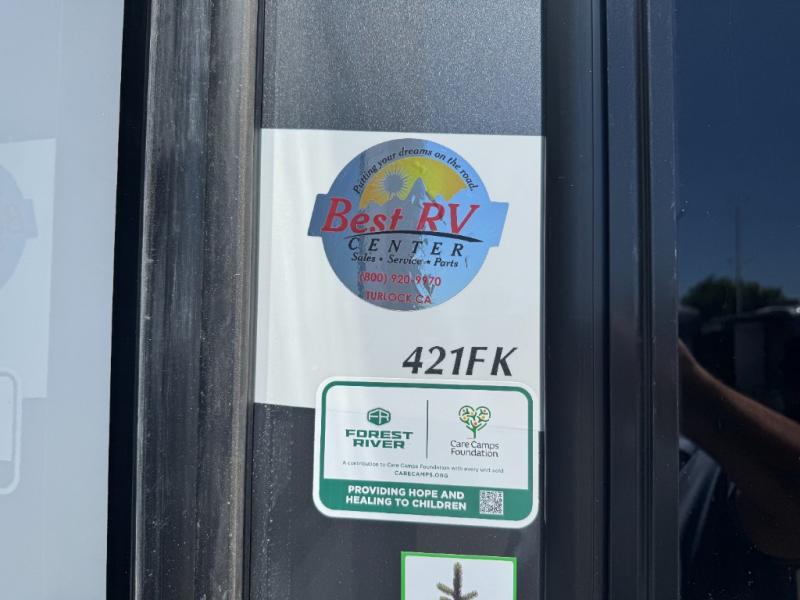 Putting your dreams on the road.
Best RV
CENTER
Sales • Service • Parts
(800) 920-9970
TURLOCK, CA
421FK
FR
FOREST
RIVER
Care Camps
Foundation
A contribution to Care Camps Foundation with every unit sold
CARECAMPS.ORG
PROVIDING HOPE AND
HEALING TO CHILDREN